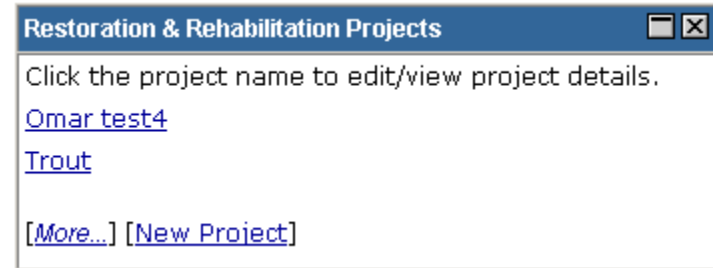 Restoration & Rehabilitation Projects
Click the project name to edit/view project details.
Omar test4
Trout
[More...] [New Project]